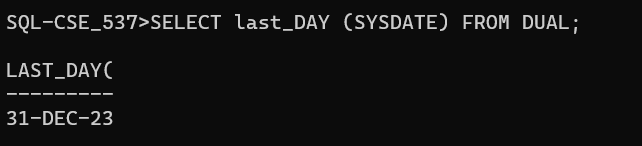 SQL-CSE_537>SELECT last_DAY (SYSDATE) FROM DUAL;
LAST_DAY(
---------
31-DEC-23